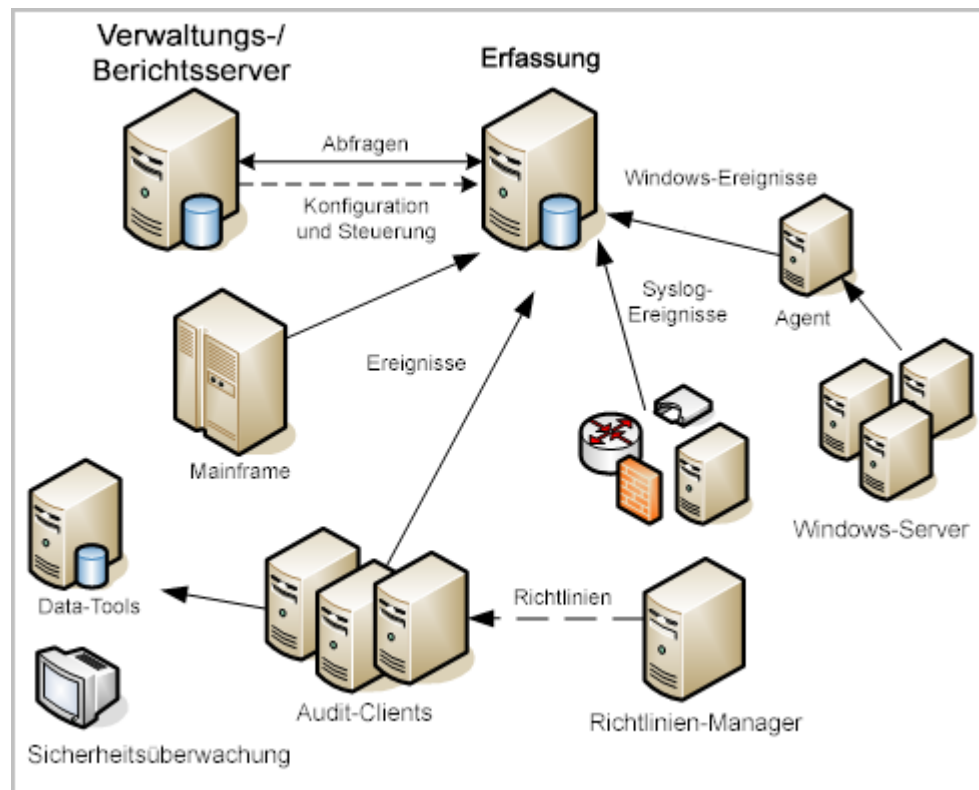 Verwaltungs-/
Berichtsserver
Erfassung
Abfragen
Konfiguration
und Steuerung
Windows-Ereignisse
Syslog-
Ereignisse
Agent
Ereignisse
Mainframe
Windows-Server
Data-Tools
Richtlinien
Audit-Clients
Richtlinien-Manager
Sicherheitsüberwachung